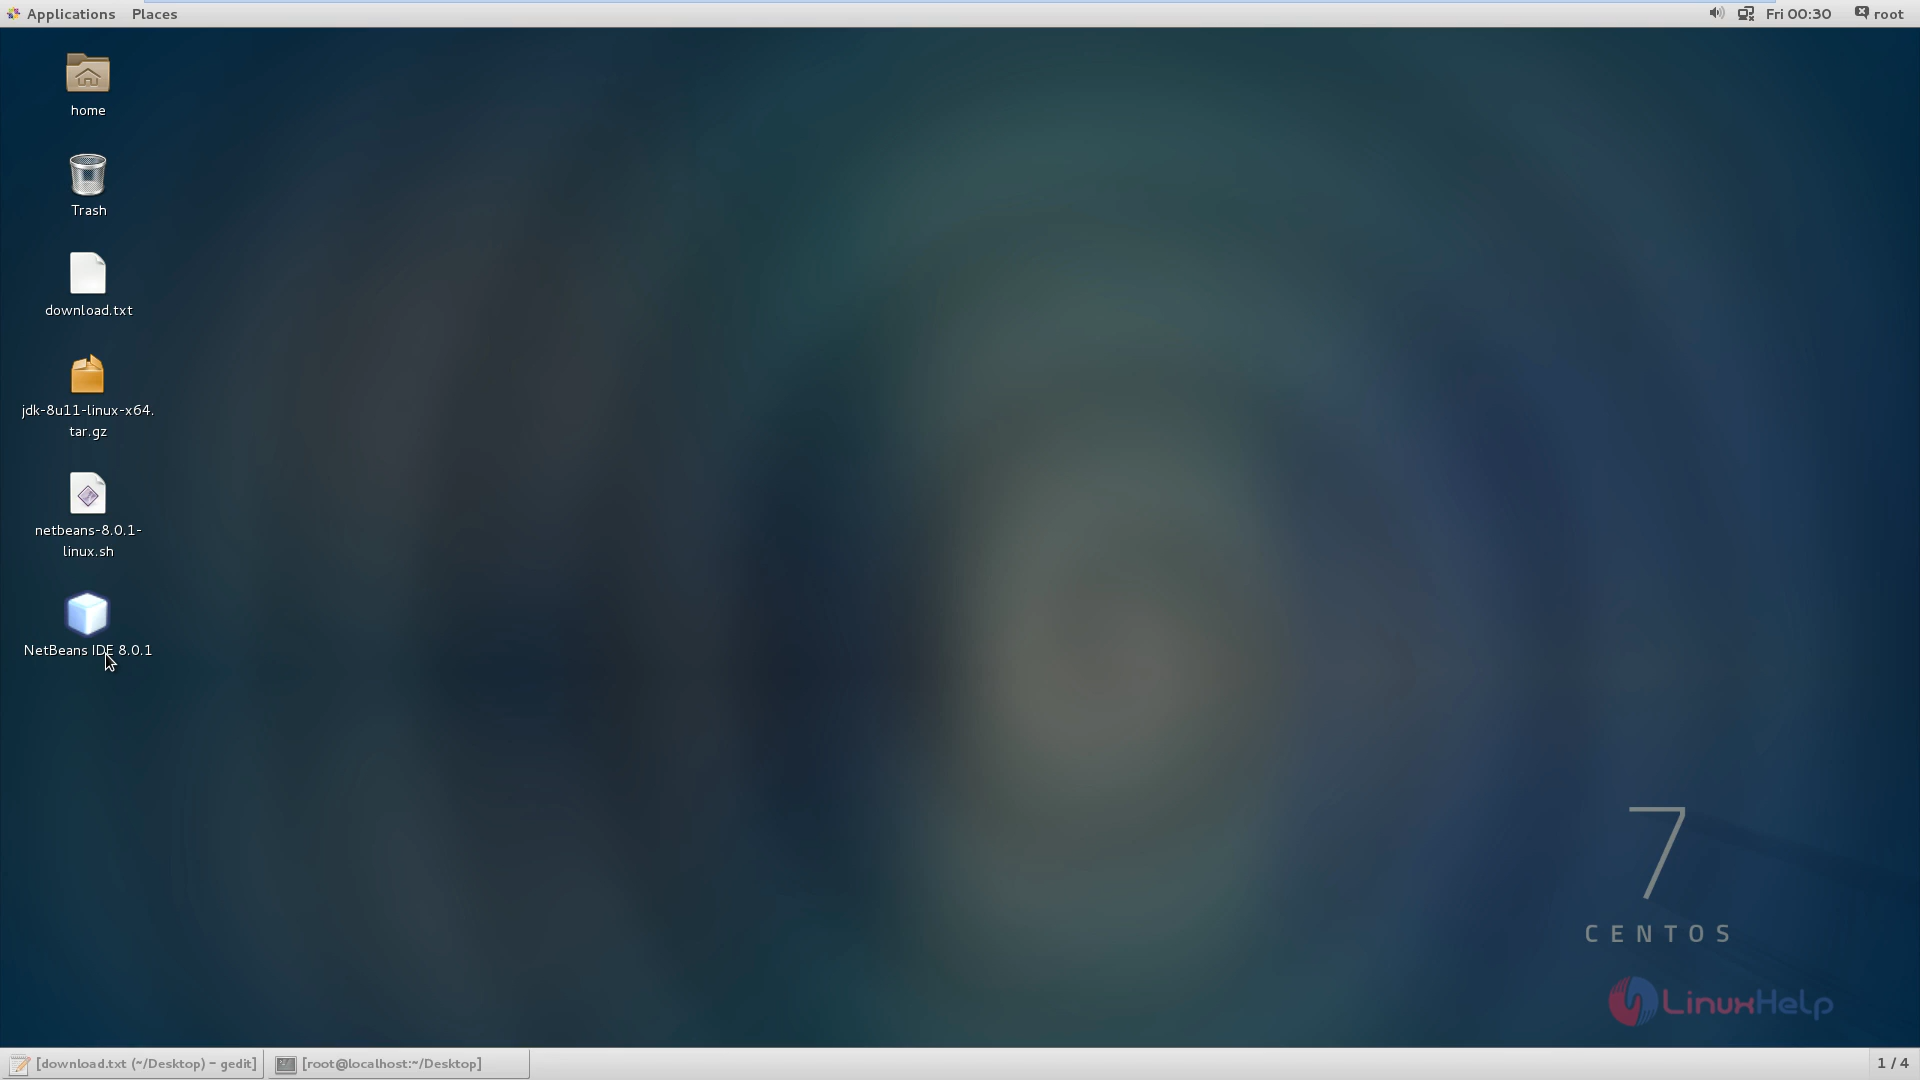 Applications Places
Fri 00:30 root
home
Trash
download.txt
jdk-8u11-linux-x64.
tar.gz
netbeans-8.0.1-
linux.sh
NetBeans IDE 8.0.1
7
CENTOS
LinuxHelp
[download.txt (~/Desktop) - gedit] [root@localhost:~/Desktop]
1 / 4